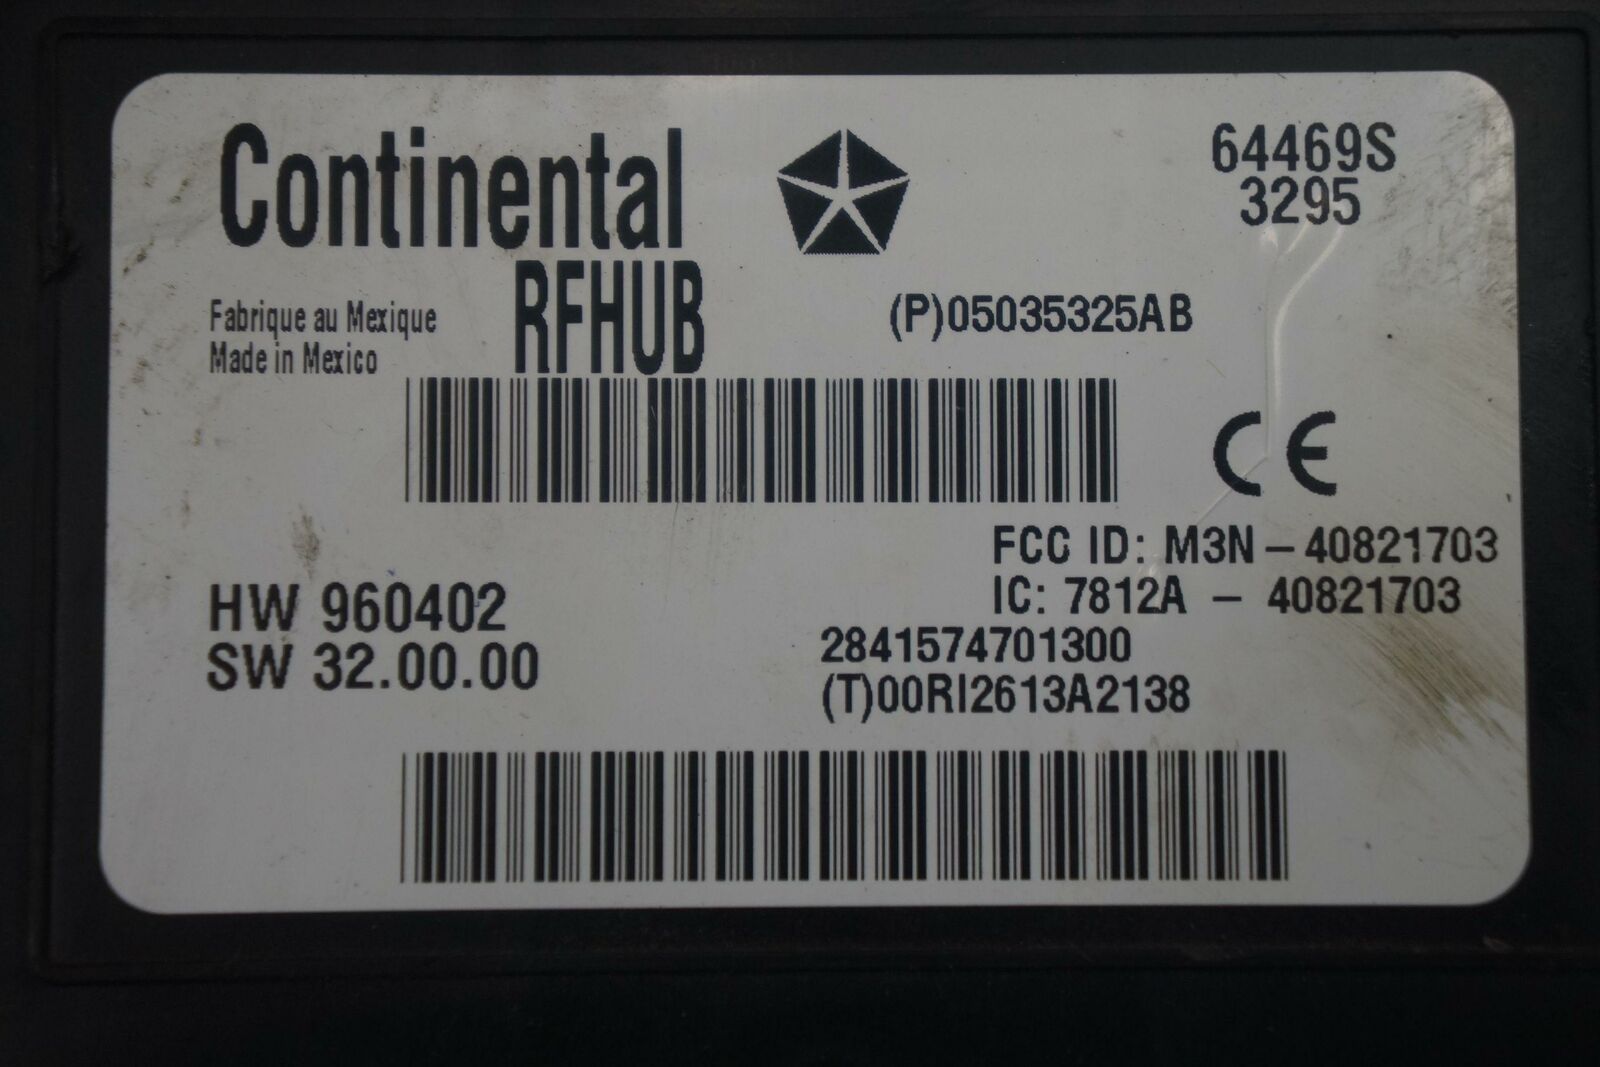 Continental
64469S
3295
RFHUB
Fabrique au Mexique
Made in Mexico
(P)05035325AB
CE
FCC ID: M3N-40821703
IC: 7812A - 40821703
HW 960402
SW 32.00.00
2841574701300
(T)00RI2613A2138